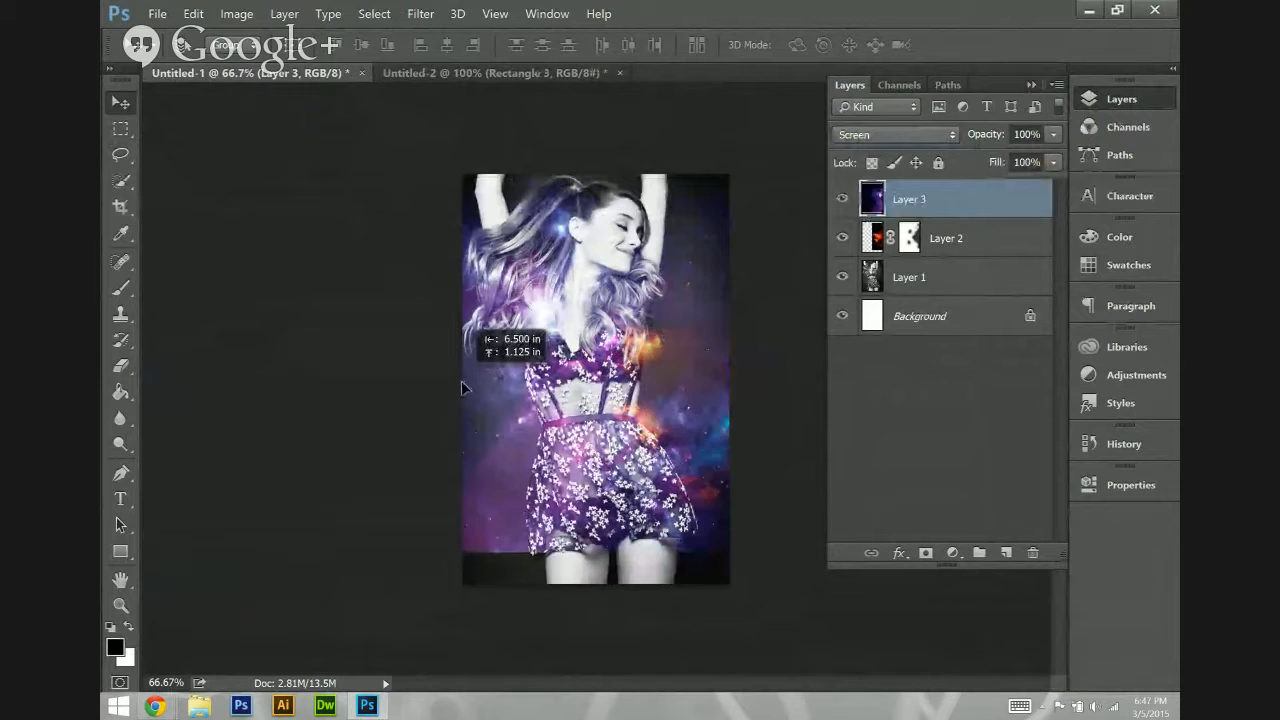 Ps File Edit Image Layer Type Select Filter 3D View Window Help
Google+
Group 3D Mode:
Untitled-1 @ 66.7% (Layer 3, RGB/8) * × Untitled-2 @ 100% (Rectangle 3, RGB/8#) * ×
Layers Channels Paths
Kind
Screen Opacity: 100%
Lock: Fill: 100%
Layer 3
Layer 2
Layer 1
Background
Layers
Channels
Paths
Character
Color
Swatches
Paragraph
Libraries
Adjustments
Styles
History
Properties
6.500 in
1.125 in
66.67% Doc: 2.81M/13.5M
Ps Ai Dw Ps
6:47 PM
3/5/2015